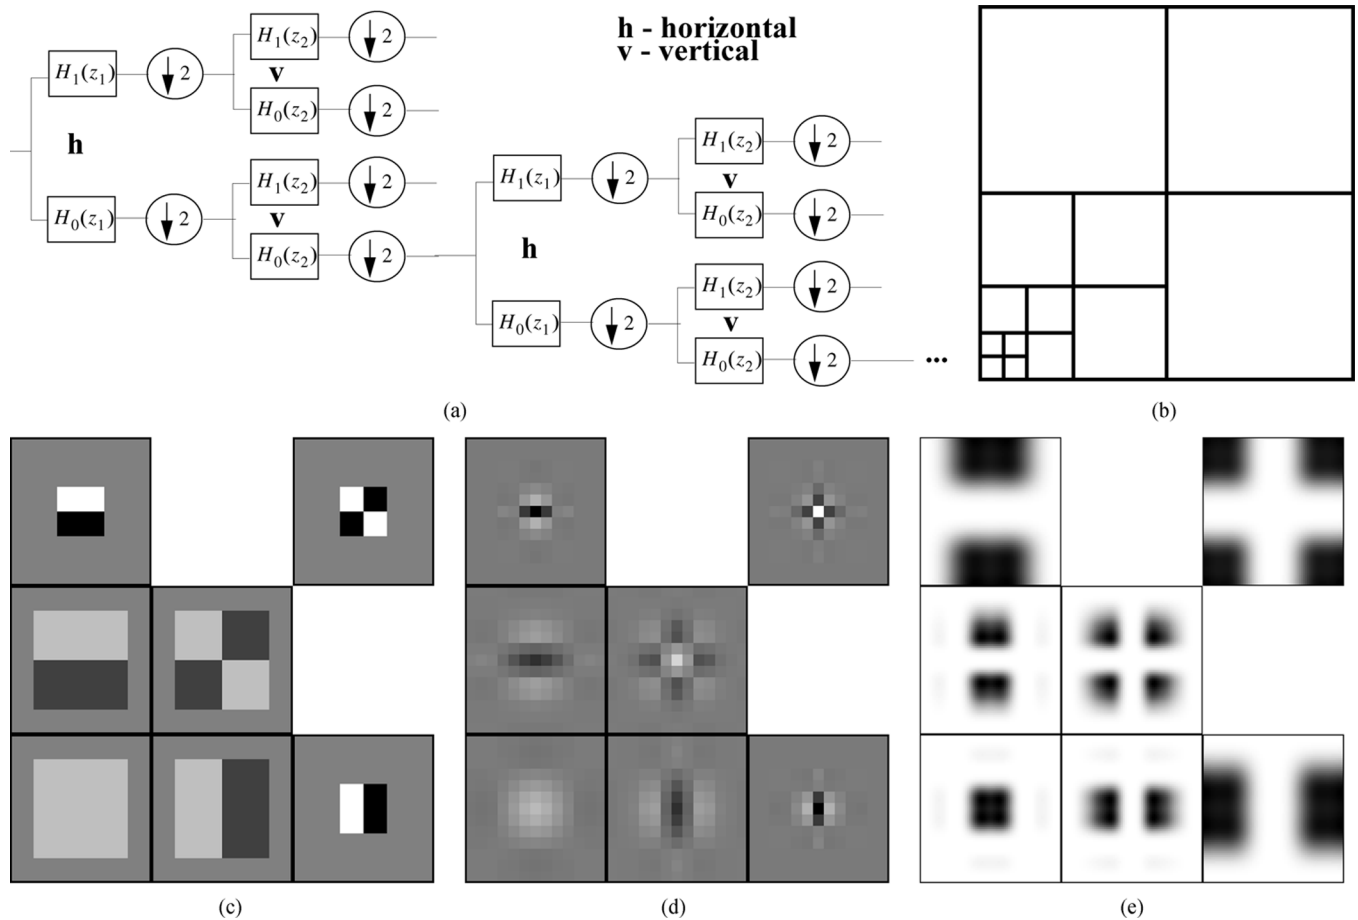 h - horizontal
v - vertical
H1(z2) 2
H1(z1) 2
v
H0(z2) 2
h
H1(z2) 2
H0(z1) 2
v
H0(z2) 2
H1(z2) 2
H1(z1) 2
v
H0(z2) 2
h
H1(z2) 2
H0(z1) 2
v
H0(z2) 2
...
(a)
(b)
(c)
(d)
(e)